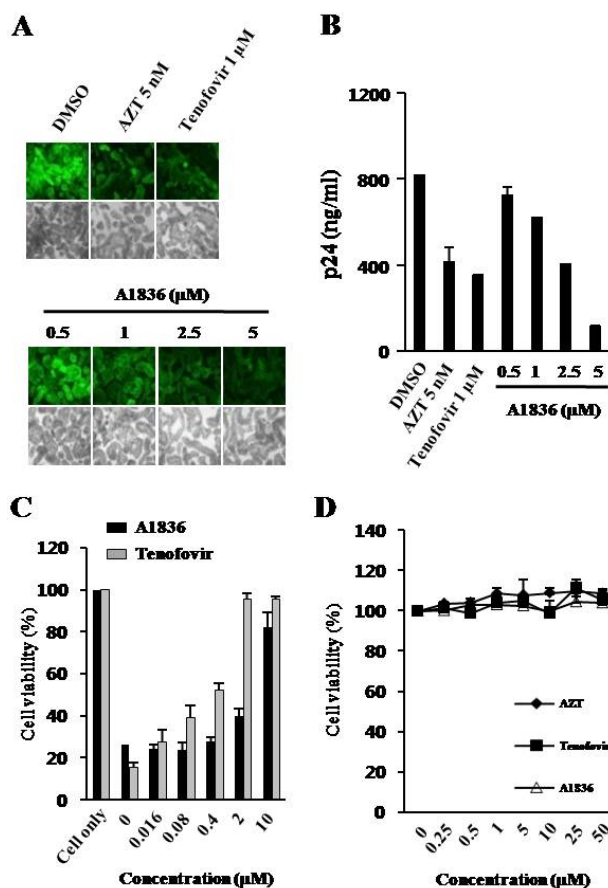 A
DMSO
AZT 5 nM
Tenofovir 1 µM
A1836 (µM)
0.5 1 2.5 5
B
p24 (ng/ml)
1200
800
400
0
DMSO
AZT 5 nM
Tenofovir 1 µM
0.5 1 2.5 5
A1836 (µM)
C
A1836
Tenofovir
Cell viability (%)
120
100
80
60
40
20
0
Cell only 0 0.016 0.08 0.4 2 10
Concentration (µM)
D
Cell viability (%)
140
120
100
80
60
40
20
0
AZT
Tenofovir
A1836
0 0.25 0.5 1 5 10 25 50
Concentration (µM)